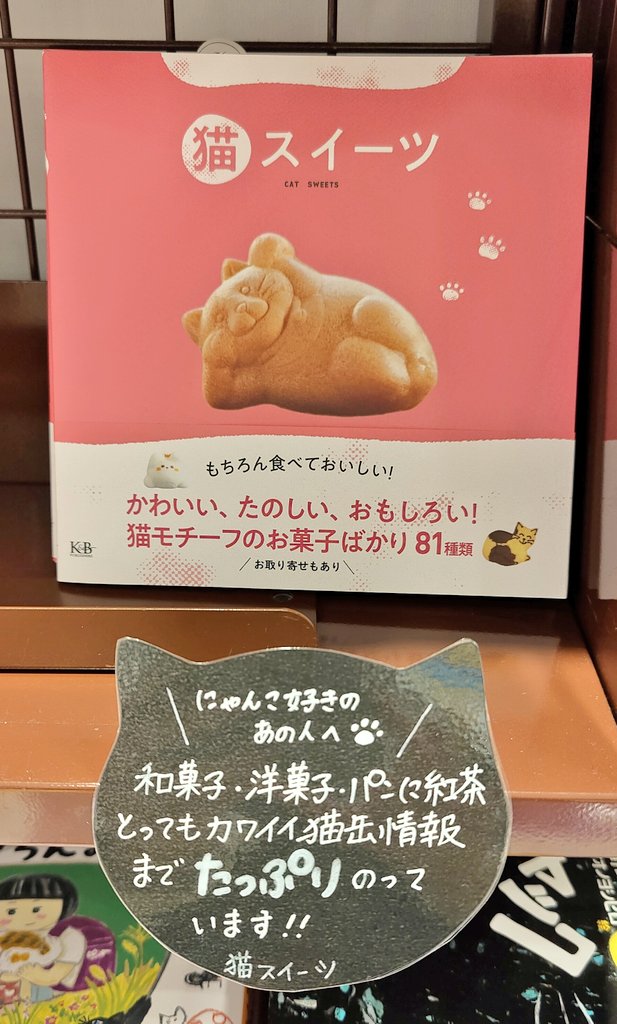 猫スイーツ
CAT SWEETS
もちろん食べておいしい!
かわいい、たのしい、おもしろい!
猫モチーフのお菓子ばかり 81種類
お取り寄せもあり
K&B
PUBLISHERS
にゃんこ好きの
あの人へ
和菓子・洋菓子・パンに紅茶
とってもカワイイ猫缶情報
まで たっぷりのって
います!!
猫スイーツ